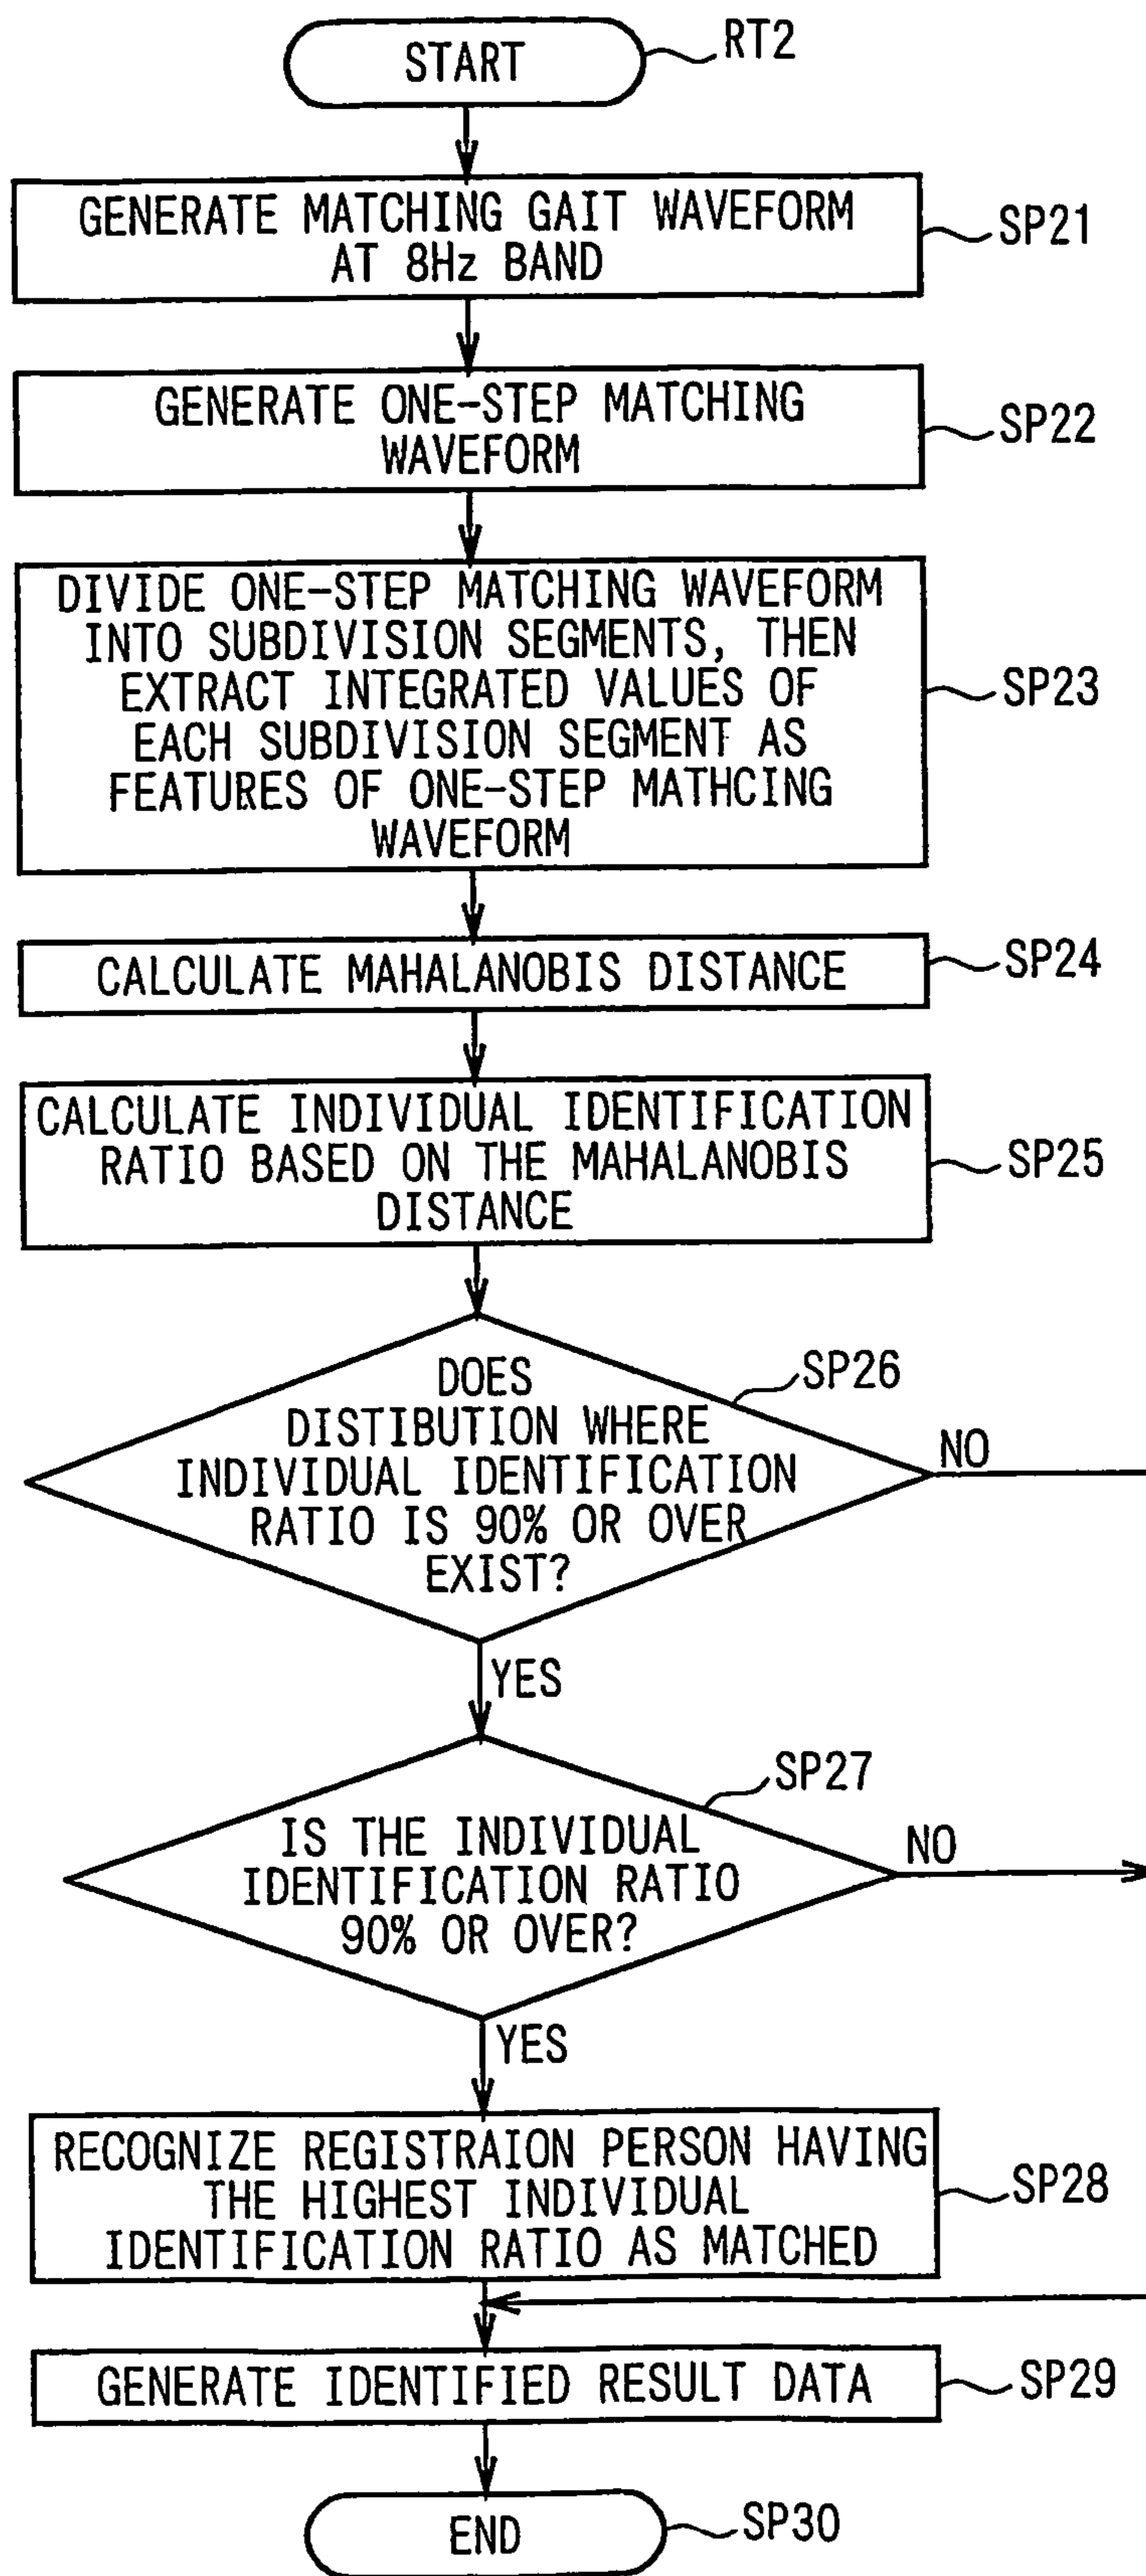 START
RT2
GENERATE MATCHING GAIT WAVEFORM
AT 8Hz BAND
SP21
GENERATE ONE-STEP MATCHING
WAVEFORM
SP22
DIVIDE ONE-STEP MATCHING WAVEFORM
INTO SUBDIVISION SEGMENTS, THEN
EXTRACT INTEGRATED VALUES OF
EACH SUBDIVISION SEGMENT AS
FEATURES OF ONE-STEP MATHCING
WAVEFORM
SP23
CALCULATE MAHALANOBIS DISTANCE
SP24
CALCULATE INDIVIDUAL IDENTIFICATION
RATIO BASED ON THE MAHALANOBIS
DISTANCE
SP25
DOES
DISTIBUTION WHERE
INDIVIDUAL IDENTIFICATION
RATIO IS 90% OR OVER
EXIST?
SP26
NO
YES
IS THE INDIVIDUAL
IDENTIFICATION RATIO
90% OR OVER?
SP27
NO
YES
RECOGNIZE REGISTRAION PERSON HAVING
THE HIGHEST INDIVIDUAL
IDENTIFICATION RATIO AS MATCHED
SP28
GENERATE IDENTIFIED RESULT DATA
SP29
END
SP30